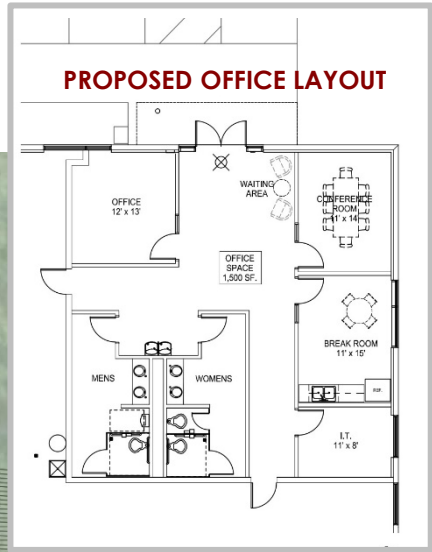 PROPOSED OFFICE LAYOUT
OFFICE
12' x 13'
WAITING
AREA
CONFERENCE
ROOM
11' x 14'
OFFICE
SPACE
1,500 SF.
BREAK ROOM
11' x 15'
MENS
WOMENS
REF.
I.T.
11' x 8'